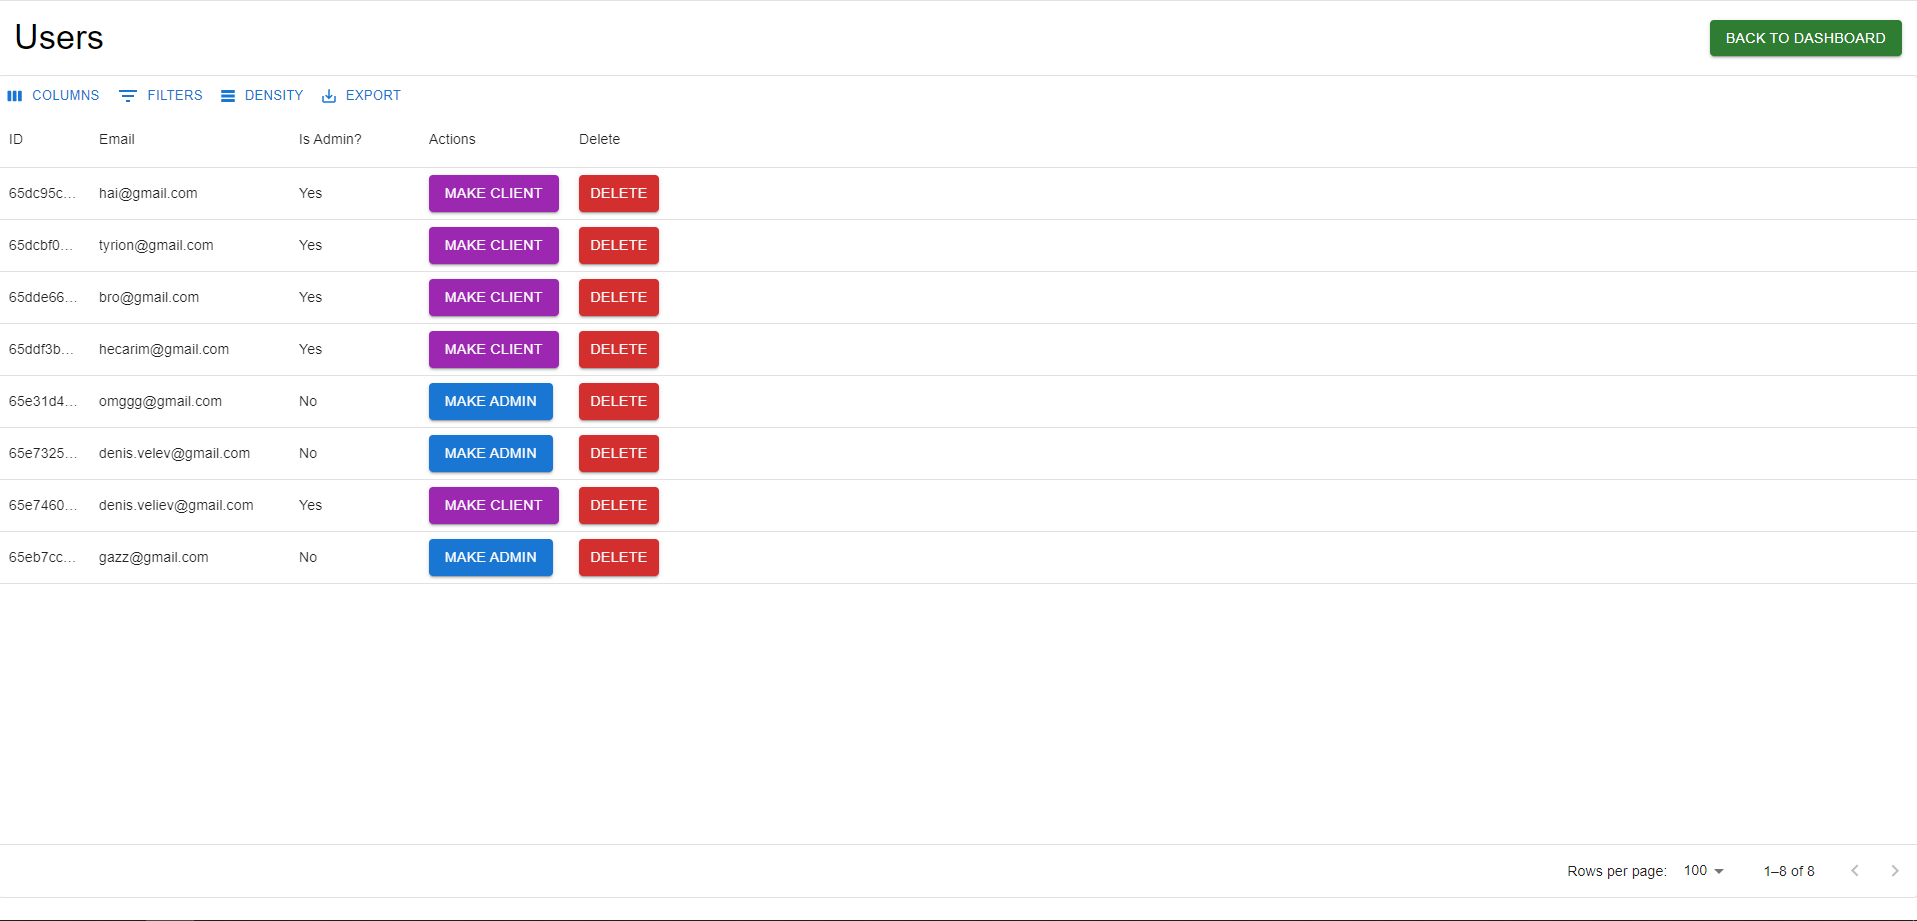 Users
BACK TO DASHBOARD
COLUMNS FILTERS DENSITY EXPORT
ID Email Is Admin? Actions Delete
65dc95c... hai@gmail.com Yes MAKE CLIENT DELETE
65dcbf0... tyrion@gmail.com Yes MAKE CLIENT DELETE
65dde66... bro@gmail.com Yes MAKE CLIENT DELETE
65ddf3b... hecarim@gmail.com Yes MAKE CLIENT DELETE
65e31d4... omggg@gmail.com No MAKE ADMIN DELETE
65e7325... denis.velev@gmail.com No MAKE ADMIN DELETE
65e7460... denis.veliev@gmail.com Yes MAKE CLIENT DELETE
65eb7cc... gazz@gmail.com No MAKE ADMIN DELETE
Rows per page: 100 1–8 of 8